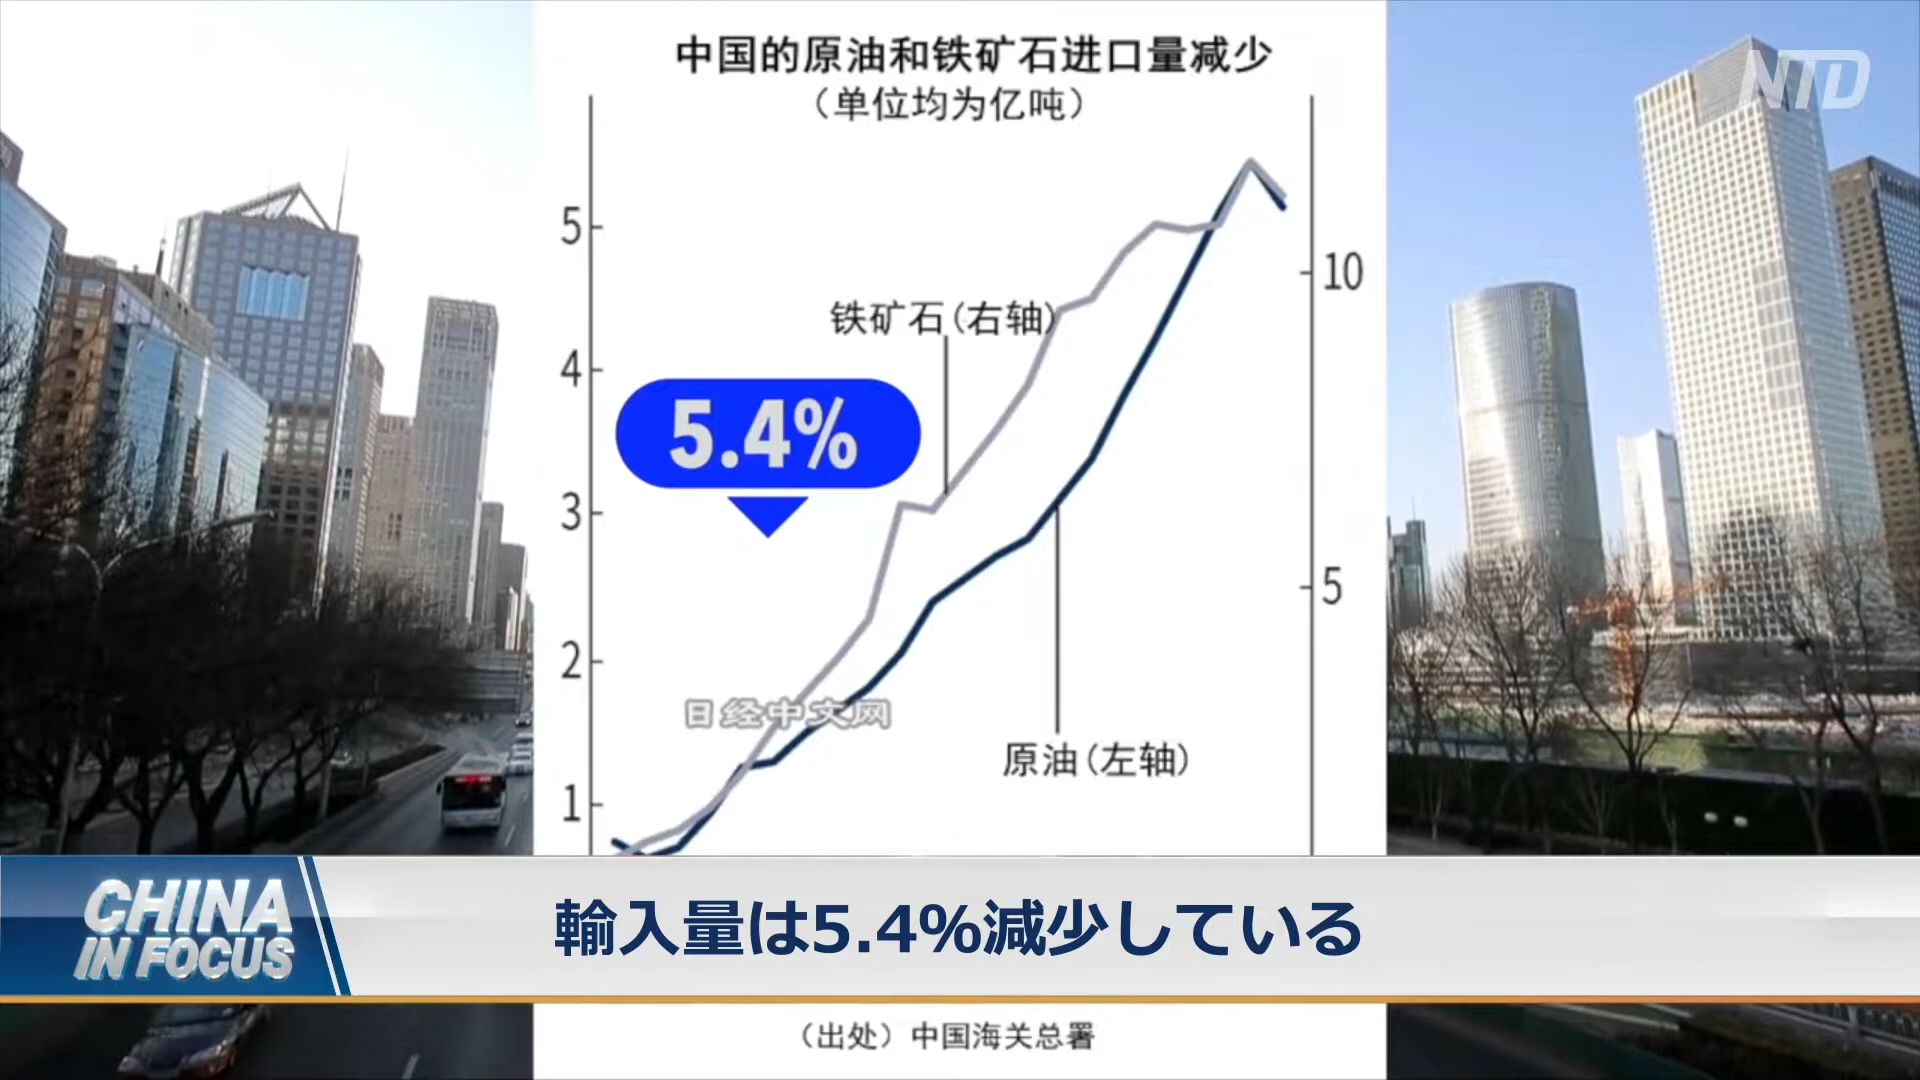 中国的原油和铁矿石进口量减少
（单位均为亿吨）
NTD
5
10
铁矿石(右轴)
4
5.4%
3
5
2
日经中文网
原油(左轴)
1
CHINA
IN FOCUS
輸入量は5.4%減少している
（出处）中国海关总署